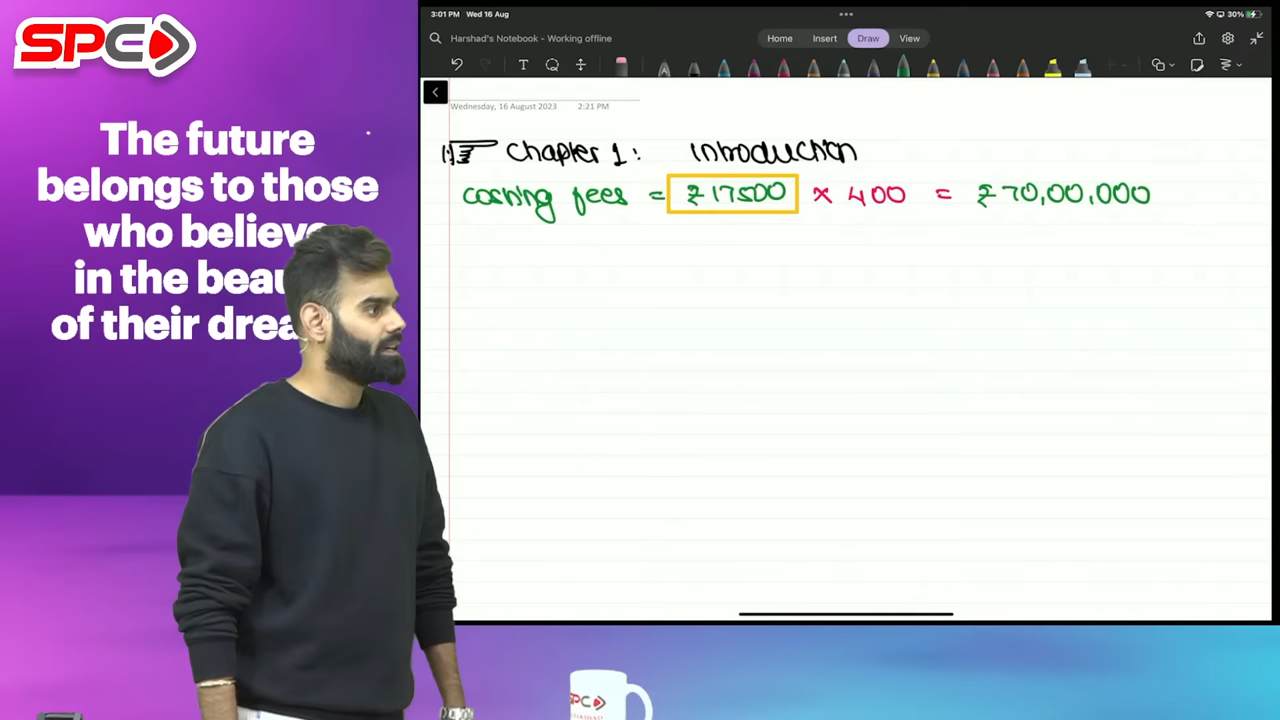 SPC
The future
belongs to those
who believe
in the beau
of their drea
3:01 PM Wed 16 Aug
30%
Harshad's Notebook - Working offline
Home Insert Draw View
Wednesday, 16 August 2023 2:21 PM
Chapter 1: Introduction
fees = ₹17500 × 400 = ₹70,00,000
SPC